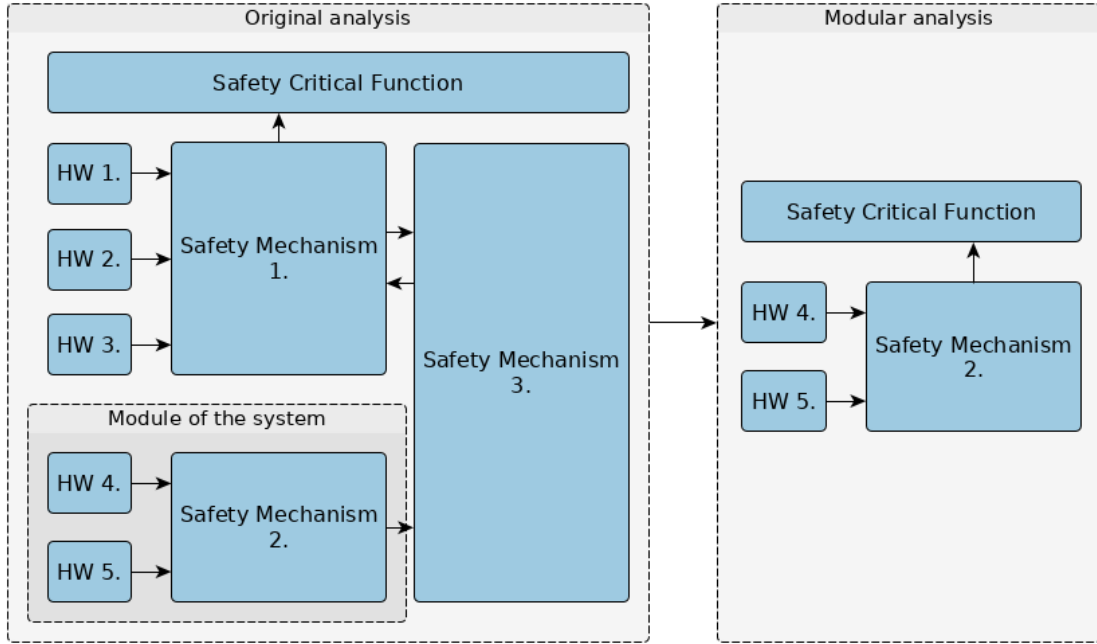 Original analysis
Safety Critical Function
HW 1.
HW 2.
HW 3.
Safety Mechanism
1.
Safety Mechanism
3.
Module of the system
HW 4.
HW 5.
Safety Mechanism
2.
Modular analysis
Safety Critical Function
HW 4.
HW 5.
Safety Mechanism
2.